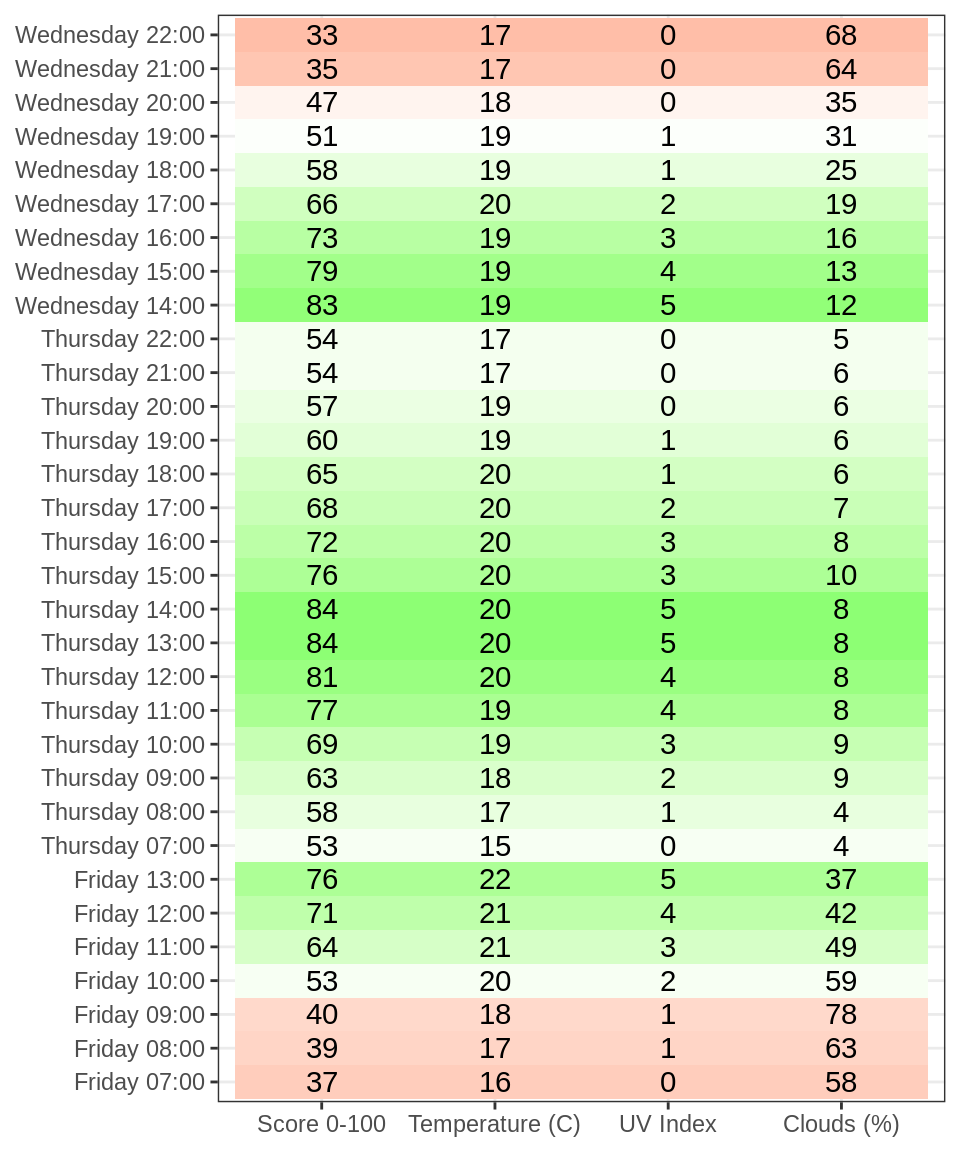 Wednesday 22:00 33 17 0 68
Wednesday 21:00 35 17 0 64
Wednesday 20:00 47 18 0 35
Wednesday 19:00 51 19 1 31
Wednesday 18:00 58 19 1 25
Wednesday 17:00 66 20 2 19
Wednesday 16:00 73 19 3 16
Wednesday 15:00 79 19 4 13
Wednesday 14:00 83 19 5 12
Thursday 22:00 54 17 0 5
Thursday 21:00 54 17 0 6
Thursday 20:00 57 19 0 6
Thursday 19:00 60 19 1 6
Thursday 18:00 65 20 1 6
Thursday 17:00 68 20 2 7
Thursday 16:00 72 20 3 8
Thursday 15:00 76 20 3 10
Thursday 14:00 84 20 5 8
Thursday 13:00 84 20 5 8
Thursday 12:00 81 20 4 8
Thursday 11:00 77 19 4 8
Thursday 10:00 69 19 3 9
Thursday 09:00 63 18 2 9
Thursday 08:00 58 17 1 4
Thursday 07:00 53 15 0 4
Friday 13:00 76 22 5 37
Friday 12:00 71 21 4 42
Friday 11:00 64 21 3 49
Friday 10:00 53 20 2 59
Friday 09:00 40 18 1 78
Friday 08:00 39 17 1 63
Friday 07:00 37 16 0 58
Score 0-100 Temperature (C) UV Index Clouds (%)